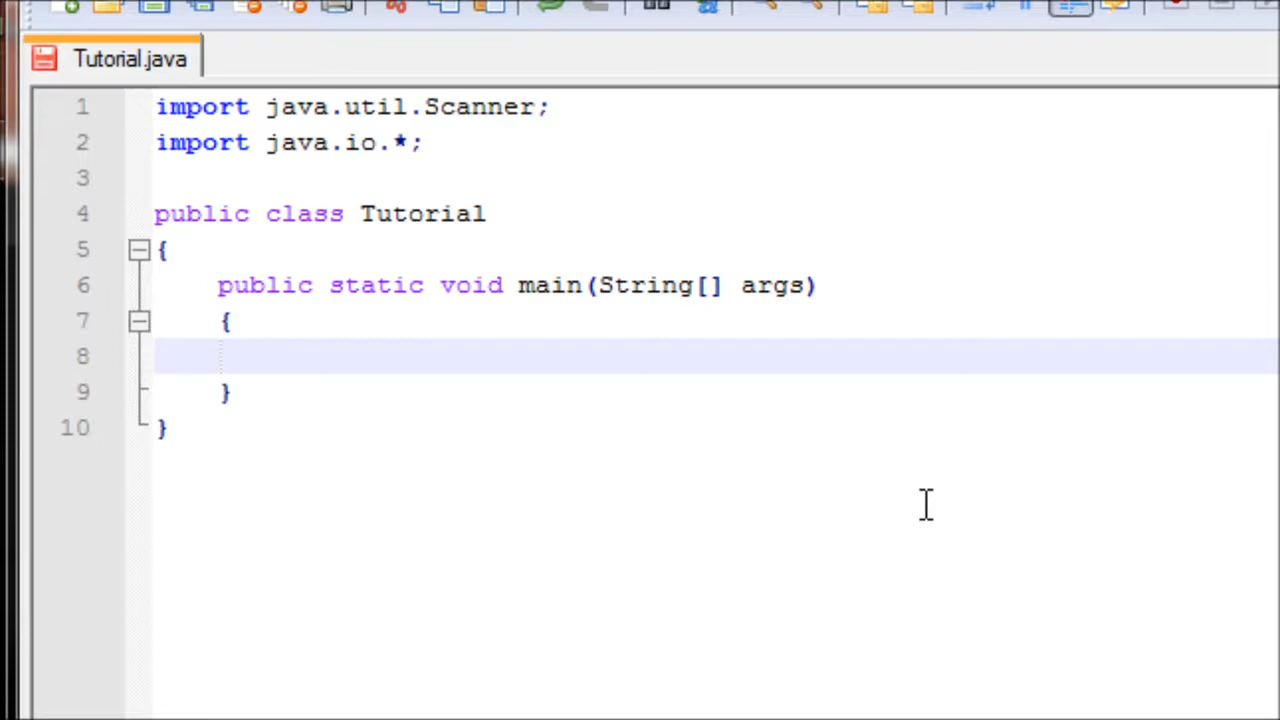 Tutorial.java
1 import java.util.Scanner;
2 import java.io.*;
3
4 public class Tutorial
5 {
6 public static void main(String[] args)
7 {
8
9 }
10 }